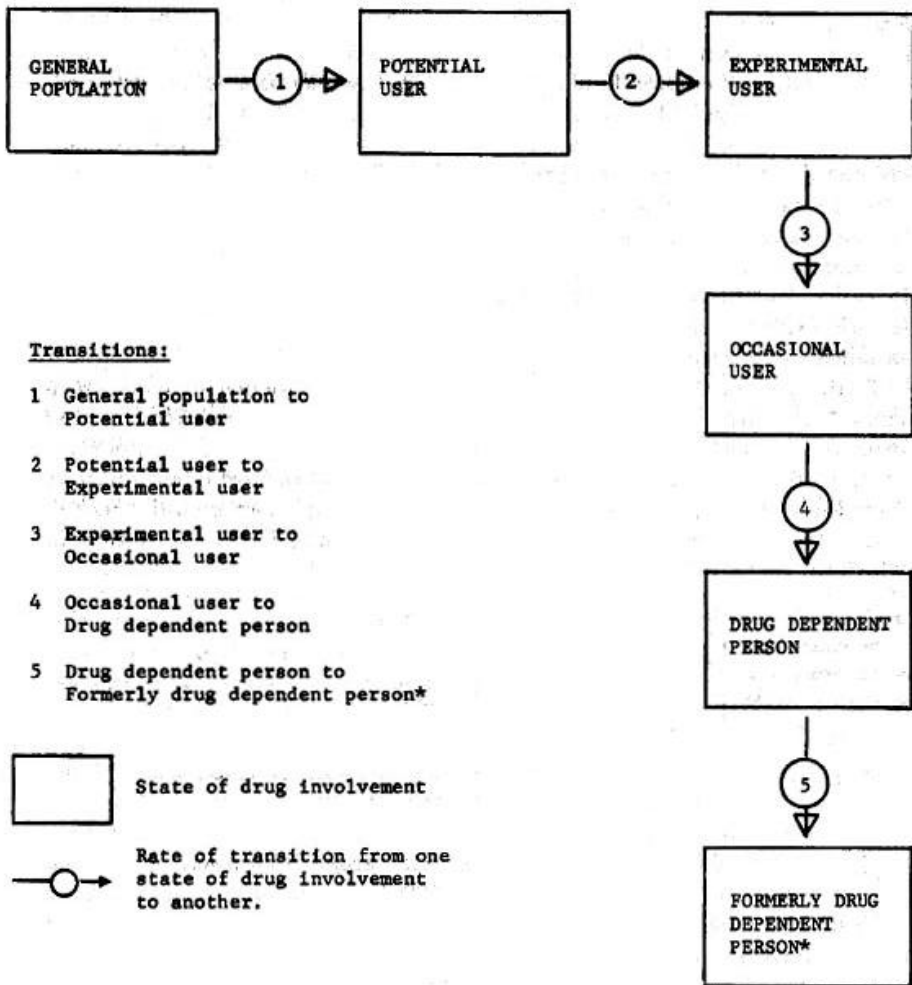 GENERAL
POPULATION
1
POTENTIAL
USER
2
EXPERIMENTAL
USER
3
OCCASIONAL
USER
4
DRUG DEPENDENT
PERSON
5
FORMERLY DRUG
DEPENDENT
PERSON*
Transitions:
1 General population to
Potential user
2 Potential user to
Experimental user
3 Experimental user to
Occasional user
4 Occasional user to
Drug dependent person
5 Drug dependent person to
Formerly drug dependent person*
State of drug involvement
Rate of transition from one
state of drug involvement
to another.